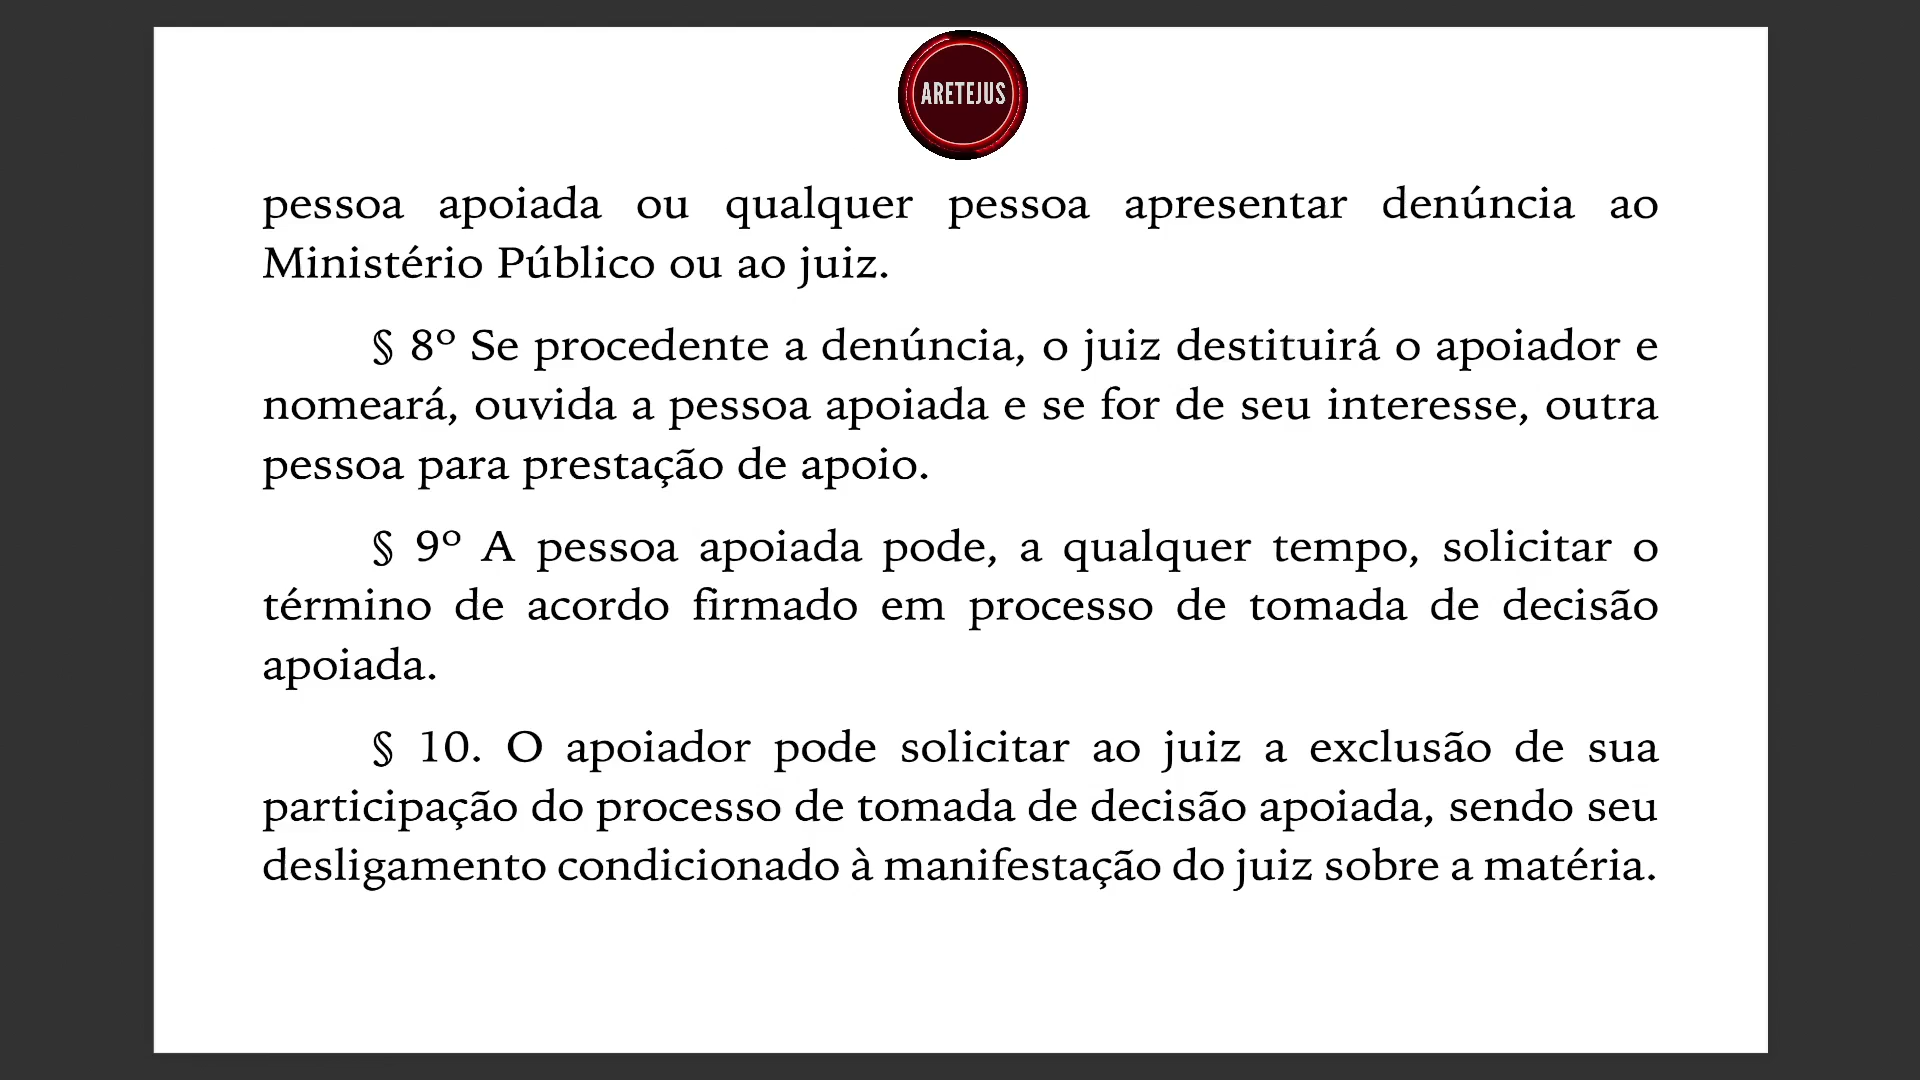 ARETEJUS
pessoa apoiada ou qualquer pessoa apresentar denúncia ao
Ministério Público ou ao juiz.
§ 8º Se procedente a denúncia, o juiz destituirá o apoiador e
nomeará, ouvida a pessoa apoiada e se for de seu interesse, outra
pessoa para prestação de apoio.
§ 9º A pessoa apoiada pode, a qualquer tempo, solicitar o
término de acordo firmado em processo de tomada de decisão
apoiada.
§ 10. O apoiador pode solicitar ao juiz a exclusão de sua
participação do processo de tomada de decisão apoiada, sendo seu
desligamento condicionado à manifestação do juiz sobre a matéria.